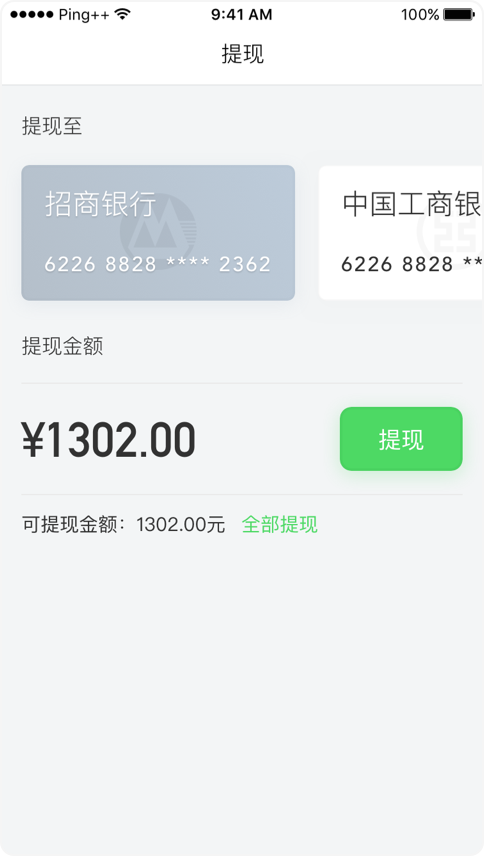 Ping++ 9:41 AM 100%
提现
提现至
招商银行
6226 8828 **** 2362
中国工商银
6226 8828 **
提现金额
¥1302.00
提现
可提现金额：1302.00元 全部提现